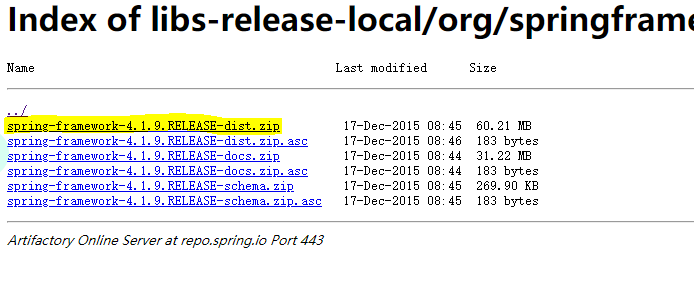 Index of libs-release-local/org/springframe
Name Last modified Size
../
spring-framework-4.1.9.RELEASE-dist.zip 17-Dec-2015 08:45 60.21 MB
spring-framework-4.1.9.RELEASE-dist.zip.asc 17-Dec-2015 08:46 183 bytes
spring-framework-4.1.9.RELEASE-docs.zip 17-Dec-2015 08:44 31.22 MB
spring-framework-4.1.9.RELEASE-docs.zip.asc 17-Dec-2015 08:44 183 bytes
spring-framework-4.1.9.RELEASE-schema.zip 17-Dec-2015 08:45 269.90 KB
spring-framework-4.1.9.RELEASE-schema.zip.asc 17-Dec-2015 08:45 183 bytes
Artifactory Online Server at repo.spring.io Port 443